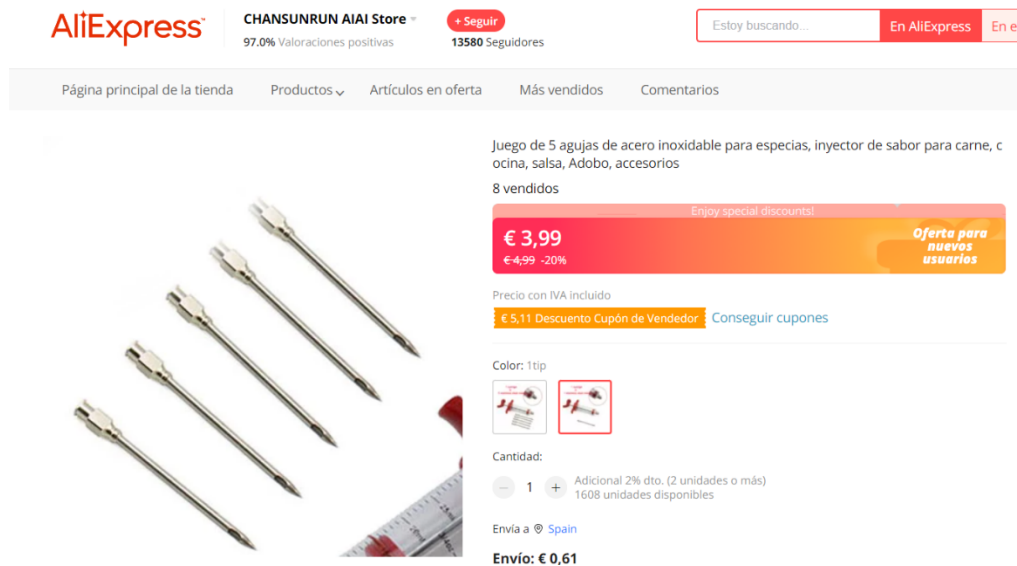 AliExpress
CHANSUNRUN AIAI Store
+ Seguir
97.0% Valoraciones positivas
13580 Seguidores
Estoy buscando...
En AliExpress
En e
Página principal de la tienda
Productos
Artículos en oferta
Más vendidos
Comentarios
Juego de 5 agujas de acero inoxidable para especias, inyector de sabor para carne, c
ocina, salsa, Adobo, accesorios
8 vendidos
Enjoy special discounts!
€ 3,99
€ 4,99 -20%
Oferta para
nuevos
usuarios
Precio con IVA incluido
€ 5,11 Descuento Cupón de Vendedor
Conseguir cupones
Color: 1tip
Cantidad:
1
Adicional 2% dto. (2 unidades o más)
1608 unidades disponibles
Envía a Spain
Envío: € 0,61